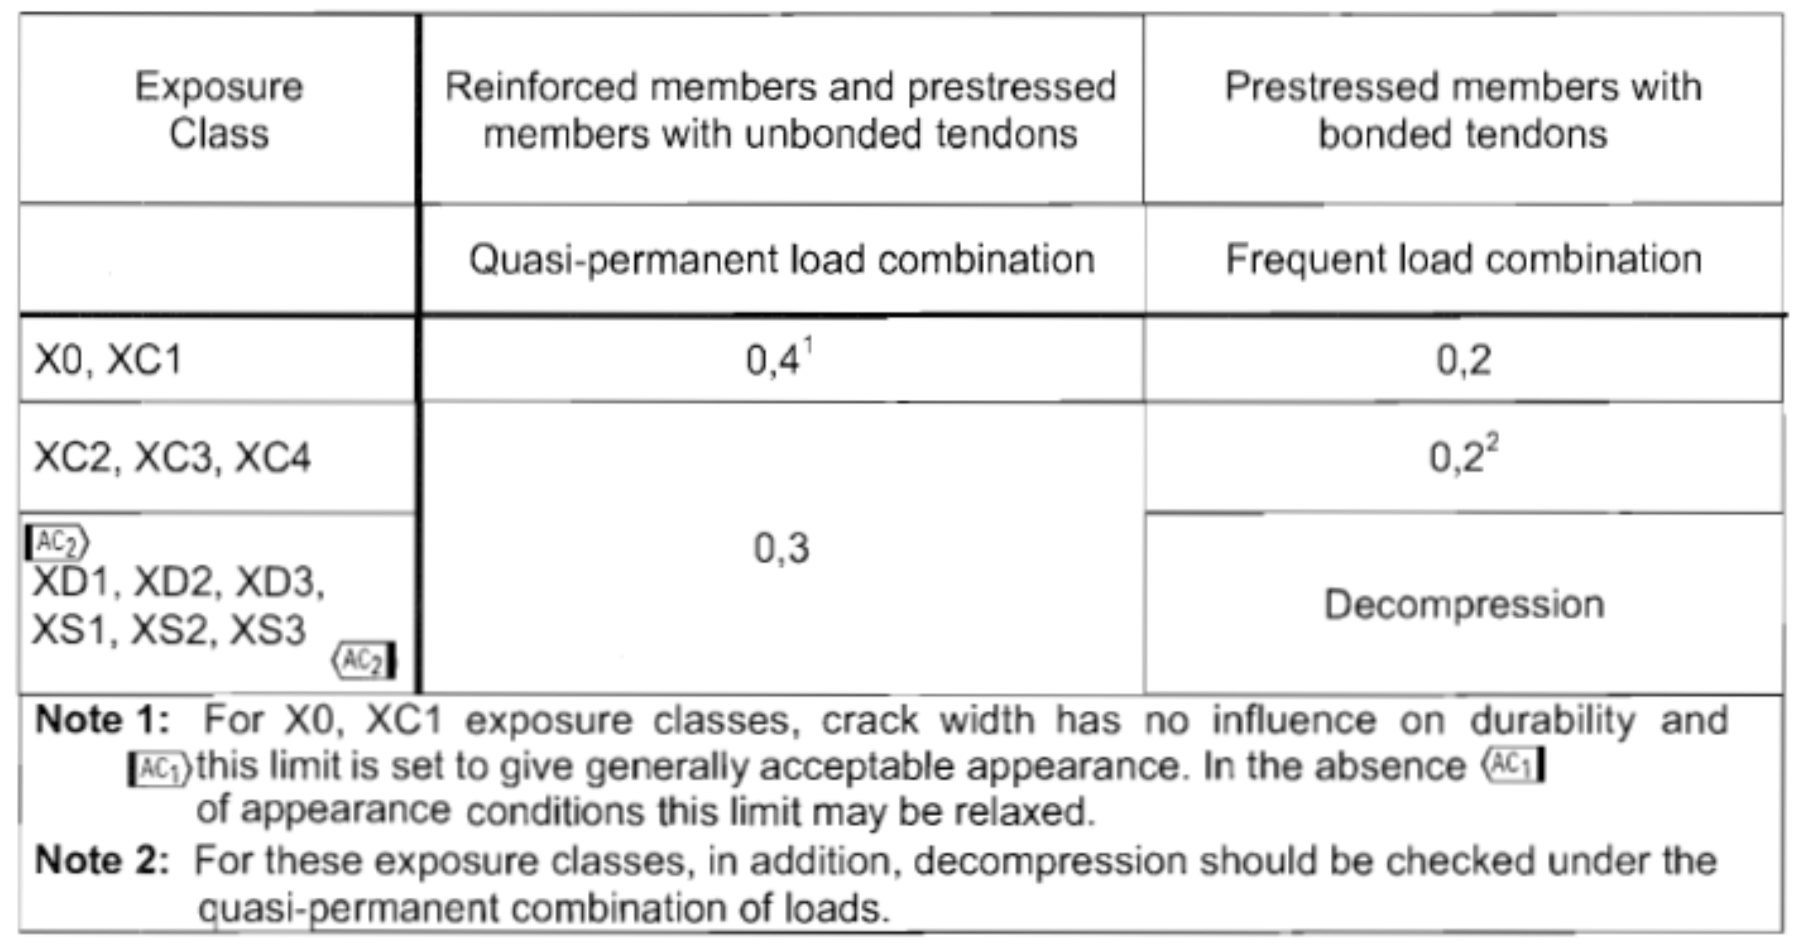 Exposure
Class
Reinforced members and prestressed
members with unbonded tendons
Prestressed members with
bonded tendons
Quasi-permanent load combination
Frequent load combination
X0, XC1
0,4¹
0,2
XC2, XC3, XC4
0,2²
AC₂
XD1, XD2, XD3,
XS1, XS2, XS3
AC₂
0,3
Decompression
Note 1: For X0, XC1 exposure classes, crack width has no influence on durability and
AC₁ this limit is set to give generally acceptable appearance. In the absence AC₁
of appearance conditions this limit may be relaxed.
Note 2: For these exposure classes, in addition, decompression should be checked under the
quasi-permanent combination of loads.